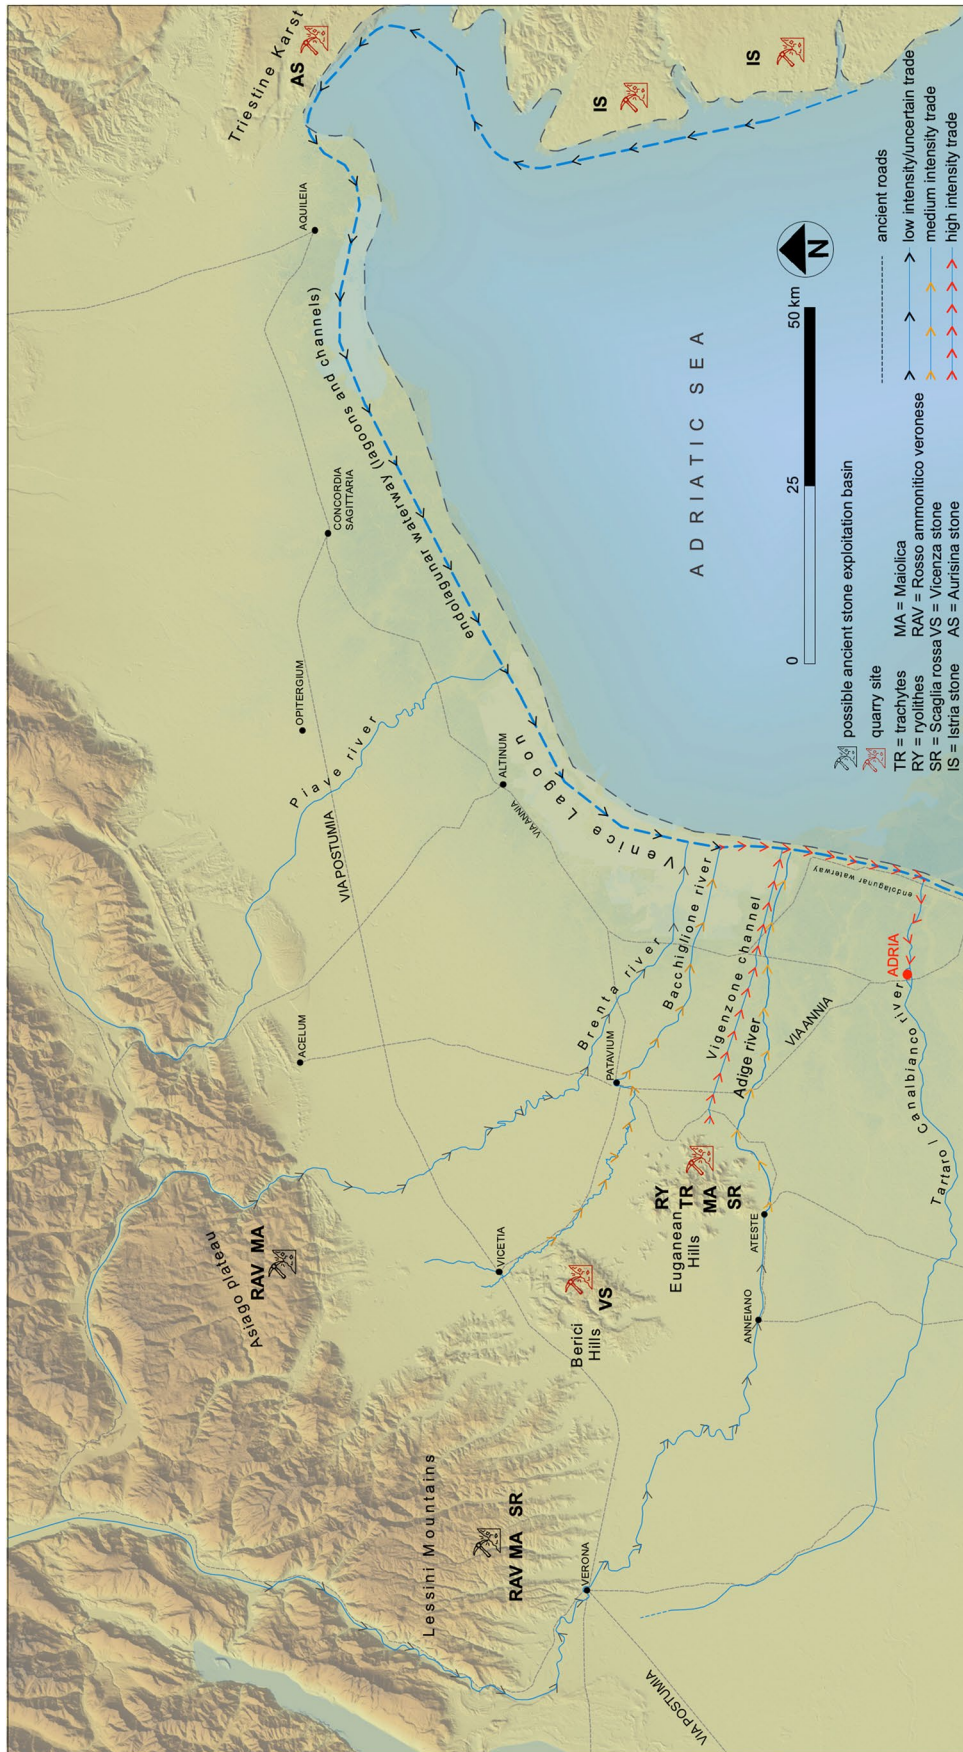 Lessini Mountains
RAV MA SR
VERONA
VIA POSTUMIA
Asiago plateau
RAV MA
VICETIA
Berici
Hills
VS
ANNEIANO
ATESTE
Euganean
Hills
RY
TR
MA
SR
ACELUM
PATAVIUM
Brenta river
Bacchiglione river
Vigenzone channel
Adige river
VIA ANNIA
Tartaro / Canalbianco river
ADRIA
endolagunar waterway
Piave river
VIA POSTUMIA
OPITERGIUM
ALTINUM
VIA ANNIA
Venice Lagoon
CONCORDIA
SAGITTARIA
endolagunar waterway (lagoons and channels)
AQUILEIA
Triestine Karst
AS
IS
IS
ADRIATIC SEA
0 25 50 km
N
possible ancient stone exploitation basin
quarry site
TR = trachytes
RY = ryolithes
SR = Scaglia rossa
IS = Istria stone
MA = Maiolica
RAV = Rosso ammonitico veronese
VS = Vicenza stone
AS = Aurisina stone
ancient roads
low intensity/uncertain trade
medium intensity trade
high intensity trade